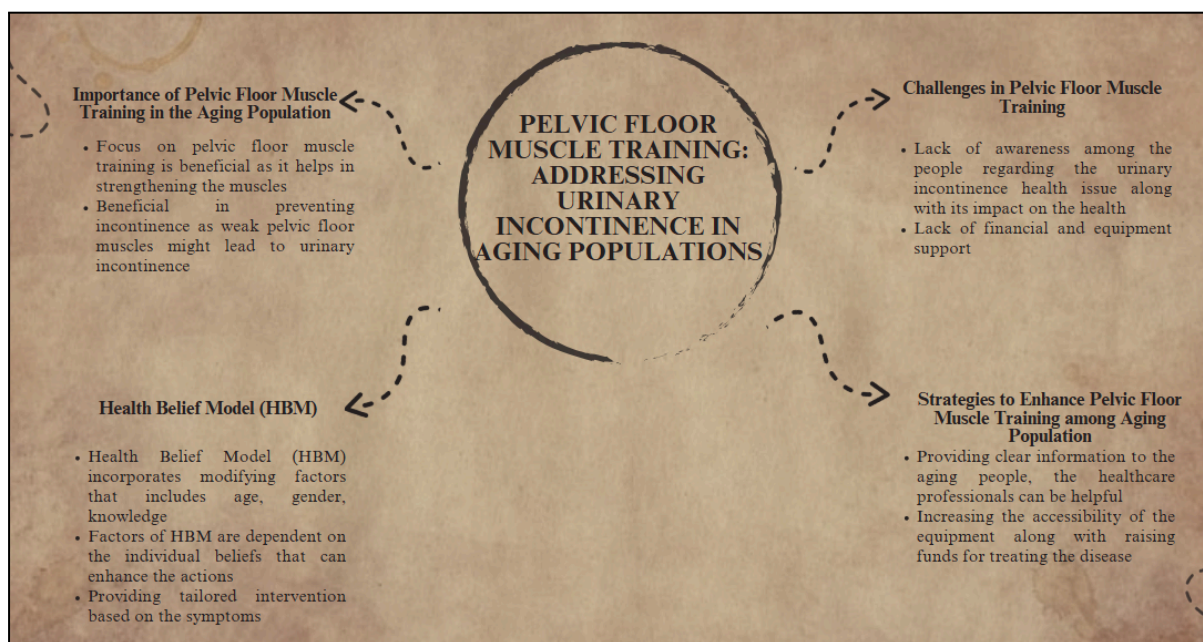 PELVIC FLOOR
MUSCLE TRAINING:
ADDRESSING
URINARY
INCONTINENCE IN
AGING POPULATIONS
Importance of Pelvic Floor Muscle
Training in the Aging Population
• Focus on pelvic floor muscle
training is beneficial as it helps in
strengthening the muscles
• Beneficial in preventing
incontinence as weak pelvic floor
muscles might lead to urinary
incontinence
Challenges in Pelvic Floor Muscle
Training
• Lack of awareness among the
people regarding the urinary
incontinence health issue along
with its impact on the health
• Lack of financial and equipment
support
Health Belief Model (HBM)
• Health Belief Model (HBM)
incorporates modifying factors
that includes age, gender,
knowledge
• Factors of HBM are dependent on
the individual beliefs that can
enhance the actions
• Providing tailored intervention
based on the symptoms
Strategies to Enhance Pelvic Floor
Muscle Training among Aging
Population
• Providing clear information to the
aging people, the healthcare
professionals can be helpful
• Increasing the accessibility of the
equipment along with raising
funds for treating the disease